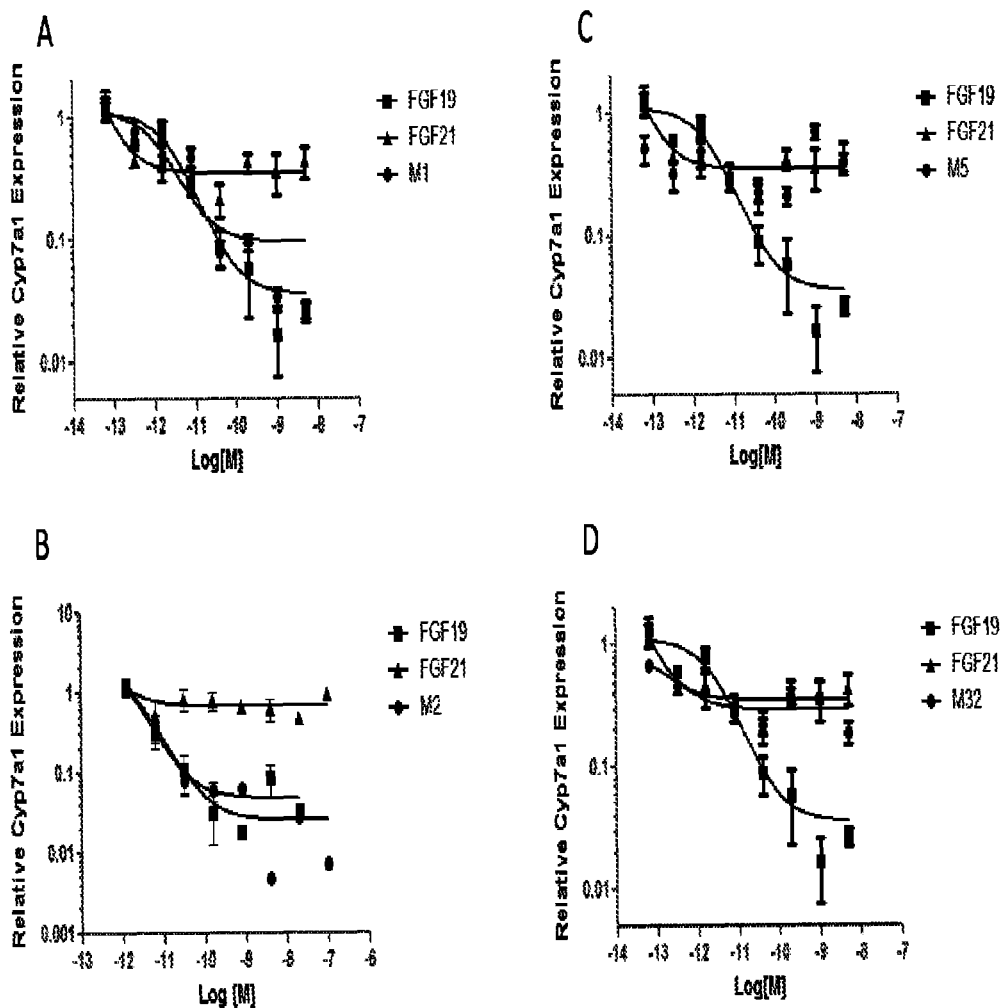 A
Relative Cyp7a1 Expression
1
0.1
0.01
-14 -13 -12 -11 -10 -9 -8 -7
Log[M]
FGF19
FGF21
M1
C
Relative Cyp7a1 Expression
1
0.1
0.01
-14 -13 -12 -11 -10 -9 -8 -7
Log[M]
FGF19
FGF21
M5
B
Relative Cyp7a1 Expression
10
1
0.1
0.01
0.001
-13 -12 -11 -10 -9 -8 -7 -6
Log [M]
FGF19
FGF21
M2
D
Relative Cyp7a1 Expression
1
0.1
0.01
-14 -13 -12 -11 -10 -9 -8 -7
Log[M]
FGF19
FGF21
M32